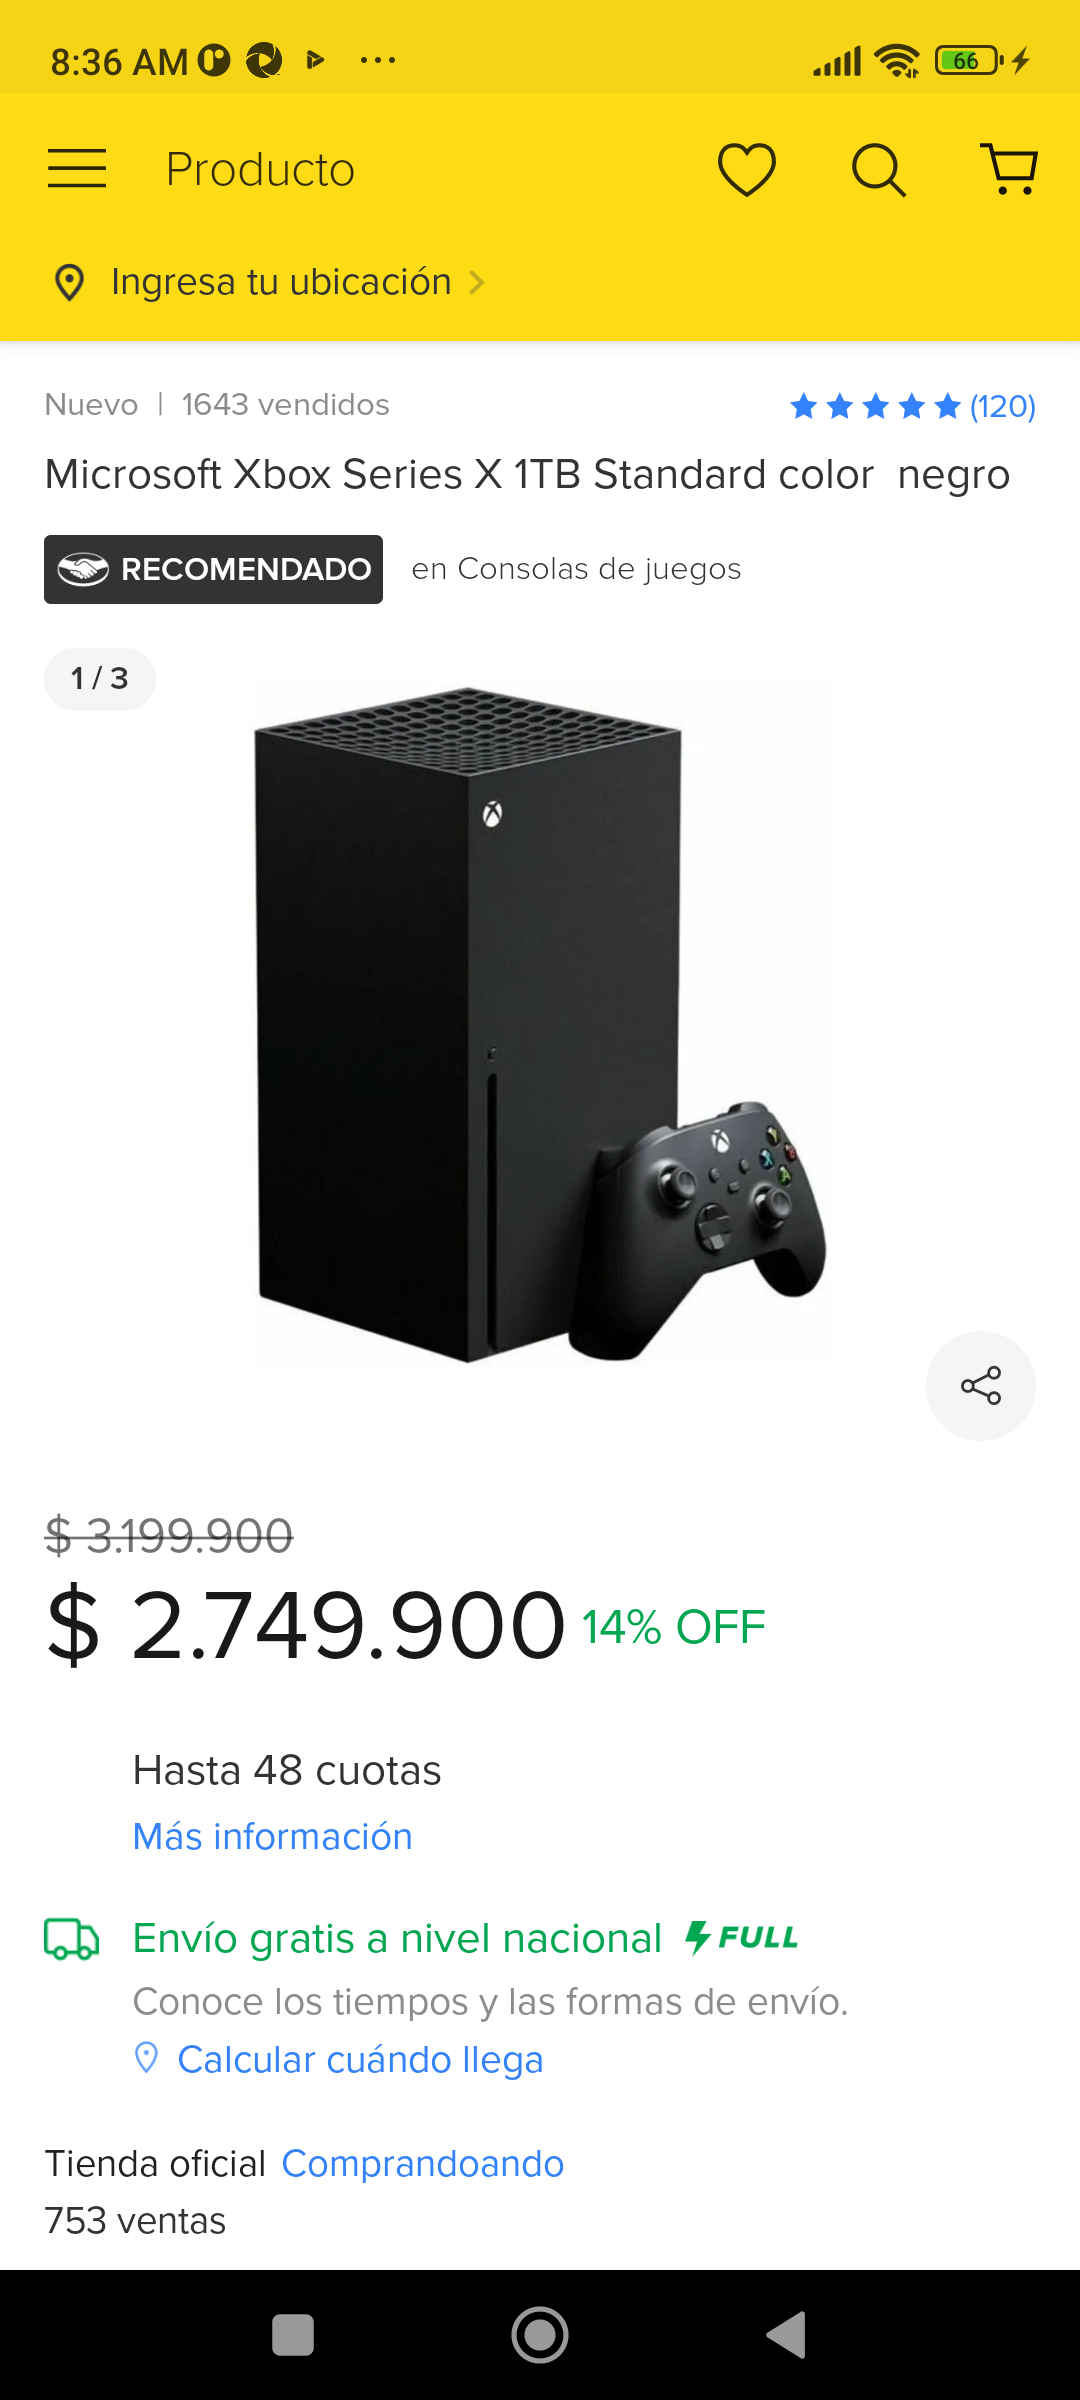 8:36 AM
66
Producto
Ingresa tu ubicación
Nuevo | 1643 vendidos
(120)
Microsoft Xbox Series X 1TB Standard color negro
RECOMENDADO en Consolas de juegos
1 / 3
Y
B
X
A
$ 3.199.900
$ 2.749.900 14% OFF
Hasta 48 cuotas
Más información
Envío gratis a nivel nacional FULL
Conoce los tiempos y las formas de envío.
Calcular cuándo llega
Tienda oficial Comprandoando
753 ventas